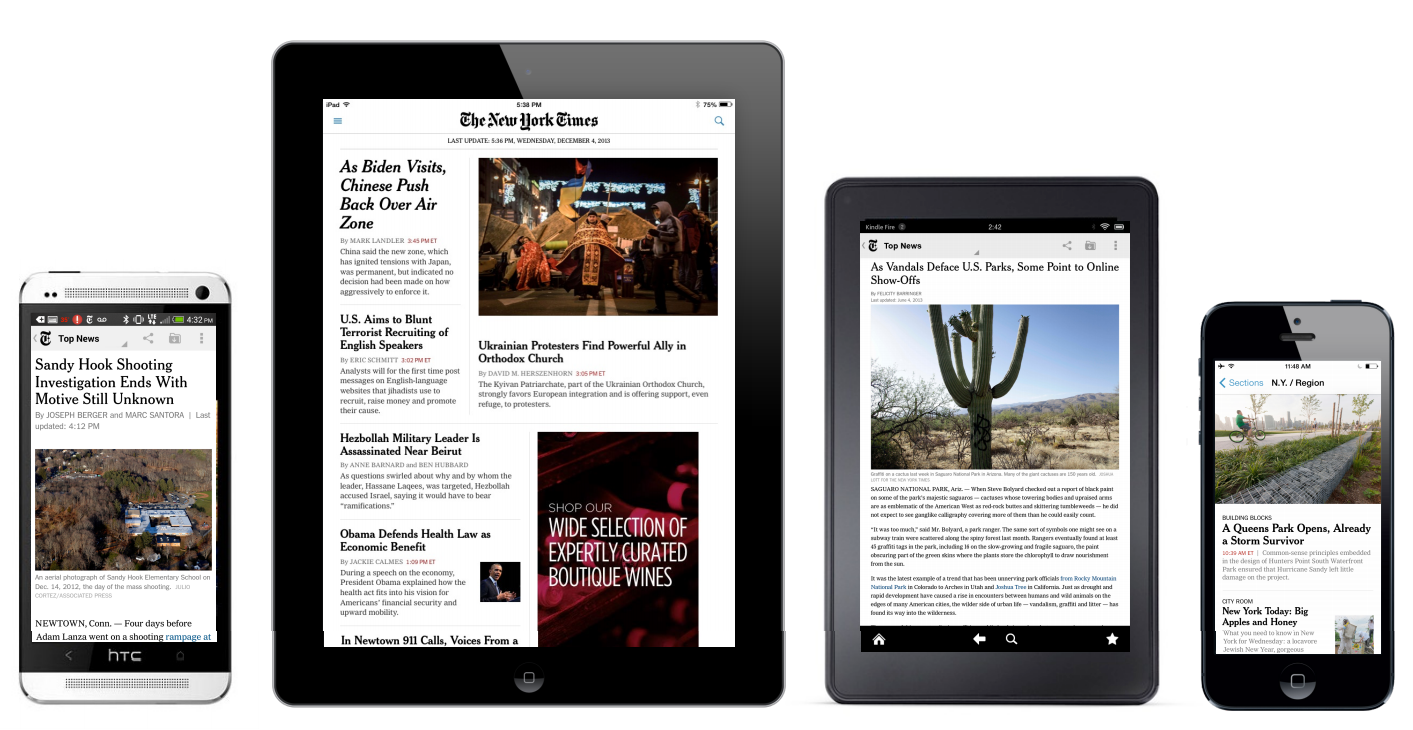 4:32 PM
Top News
Sandy Hook Shooting
Investigation Ends With
Motive Still Unknown
By JOSEPH BERGER and MARC SANTORA | Last
updated: 4:12 PM
An aerial photograph of Sandy Hook Elementary School on
Dec. 14, 2012, the day of the mass shooting. JULIO
CORTEZ/ASSOCIATED PRESS
NEWTOWN, Conn. — Four days before
Adam Lanza went on a shooting rampage at
hTC
iPad 5:38 PM 75%
The New York Times
LAST UPDATE: 5:36 PM, WEDNESDAY, DECEMBER 4, 2013
As Biden Visits,
Chinese Push
Back Over Air
Zone
By MARK LANDLER 3:45 PM ET
China said the new zone, which
has ignited tensions with Japan,
was permanent, but indicated no
decision had been made on how
aggressively to enforce it.
U.S. Aims to Blunt
Terrorist Recruiting of
English Speakers
By ERIC SCHMITT 3:02 PM ET
Analysts will for the first time post
messages on English-language
websites that jihadists use to
recruit, raise money and promote
their cause.
Ukrainian Protesters Find Powerful Ally in
Orthodox Church
By DAVID M. HERSZENHORN 3:05 PM ET
The Kyivan Patriarchate, part of the Ukrainian Orthodox Church,
strongly favors European integration and is offering support, even
refuge, to protesters.
Hezbollah Military Leader Is
Assassinated Near Beirut
By ANNE BARNARD and BEN HUBBARD
As questions swirled about why and by whom the
leader, Hassane Laqees, was targeted, Hezbollah
accused Israel, saying it would have to bear
“ramifications.”
Obama Defends Health Law as
Economic Benefit
By JACKIE CALMES 1:09 PM ET
During a speech on the economy,
President Obama explained how the
health act fits into his vision for
Americans’ financial security and
upward mobility.
In Newtown 911 Calls, Voices From a
SHOP OUR
WIDE SELECTION OF
EXPERTLY CURATED
BOUTIQUE WINES
Kindle Fire 2 2:42
Top News
As Vandals Deface U.S. Parks, Some Point to Online
Show-Offs
By FELICITY BARRINGER
Last updated: June 4, 2013
Graffiti on a cactus last week in Saguaro National Park in Arizona. Many of the giant cactuses are 150 years old. JOSHUA
LOTT FOR THE NEW YORK TIMES
SAGUARO NATIONAL PARK, Ariz. — When Steve Bolyard checked out a report of black paint
on some of the park’s majestic saguaros — cactuses whose towering bodies and upraised arms
are as emblematic of the American West as red-rock buttes and skittering tumbleweeds — he did
not expect to see ganglike calligraphy covering more of them than he could easily count.
“It was too much,” said Mr. Bolyard, a park ranger. The same sort of symbols one might see on a
subway train were scattered along the spiny forest last month. Rangers eventually found at least
45 graffiti tags in the park, including 16 on the slow-growing and fragile saguaros, the paint
obscuring part of the green skins where the plants store the chlorophyll to draw nourishment
from the sun.
It was the latest example of a trend that has been unnerving park officials from Rocky Mountain
National Park in Colorado to Arches in Utah and Joshua Tree in California. Just as drought and
rapid development have caused a rise in encounters between humans and wild animals on the
edges of many American cities, the wilder side of urban life — vandalism, graffiti and litter — has
found its way into the wilderness.
11:48 AM
Sections N.Y. / Region
BUILDING BLOCKS
A Queens Park Opens, Already
a Storm Survivor
10:39 AM ET | Common-sense principles embedded
in the design of Hunters Point South Waterfront
Park ensured that Hurricane Sandy left little
damage on the project.
CITY ROOM
New York Today: Big
Apples and Honey
What you need to know in
New York for Wednesday: a locavore
Jewish New Year, gorgeous